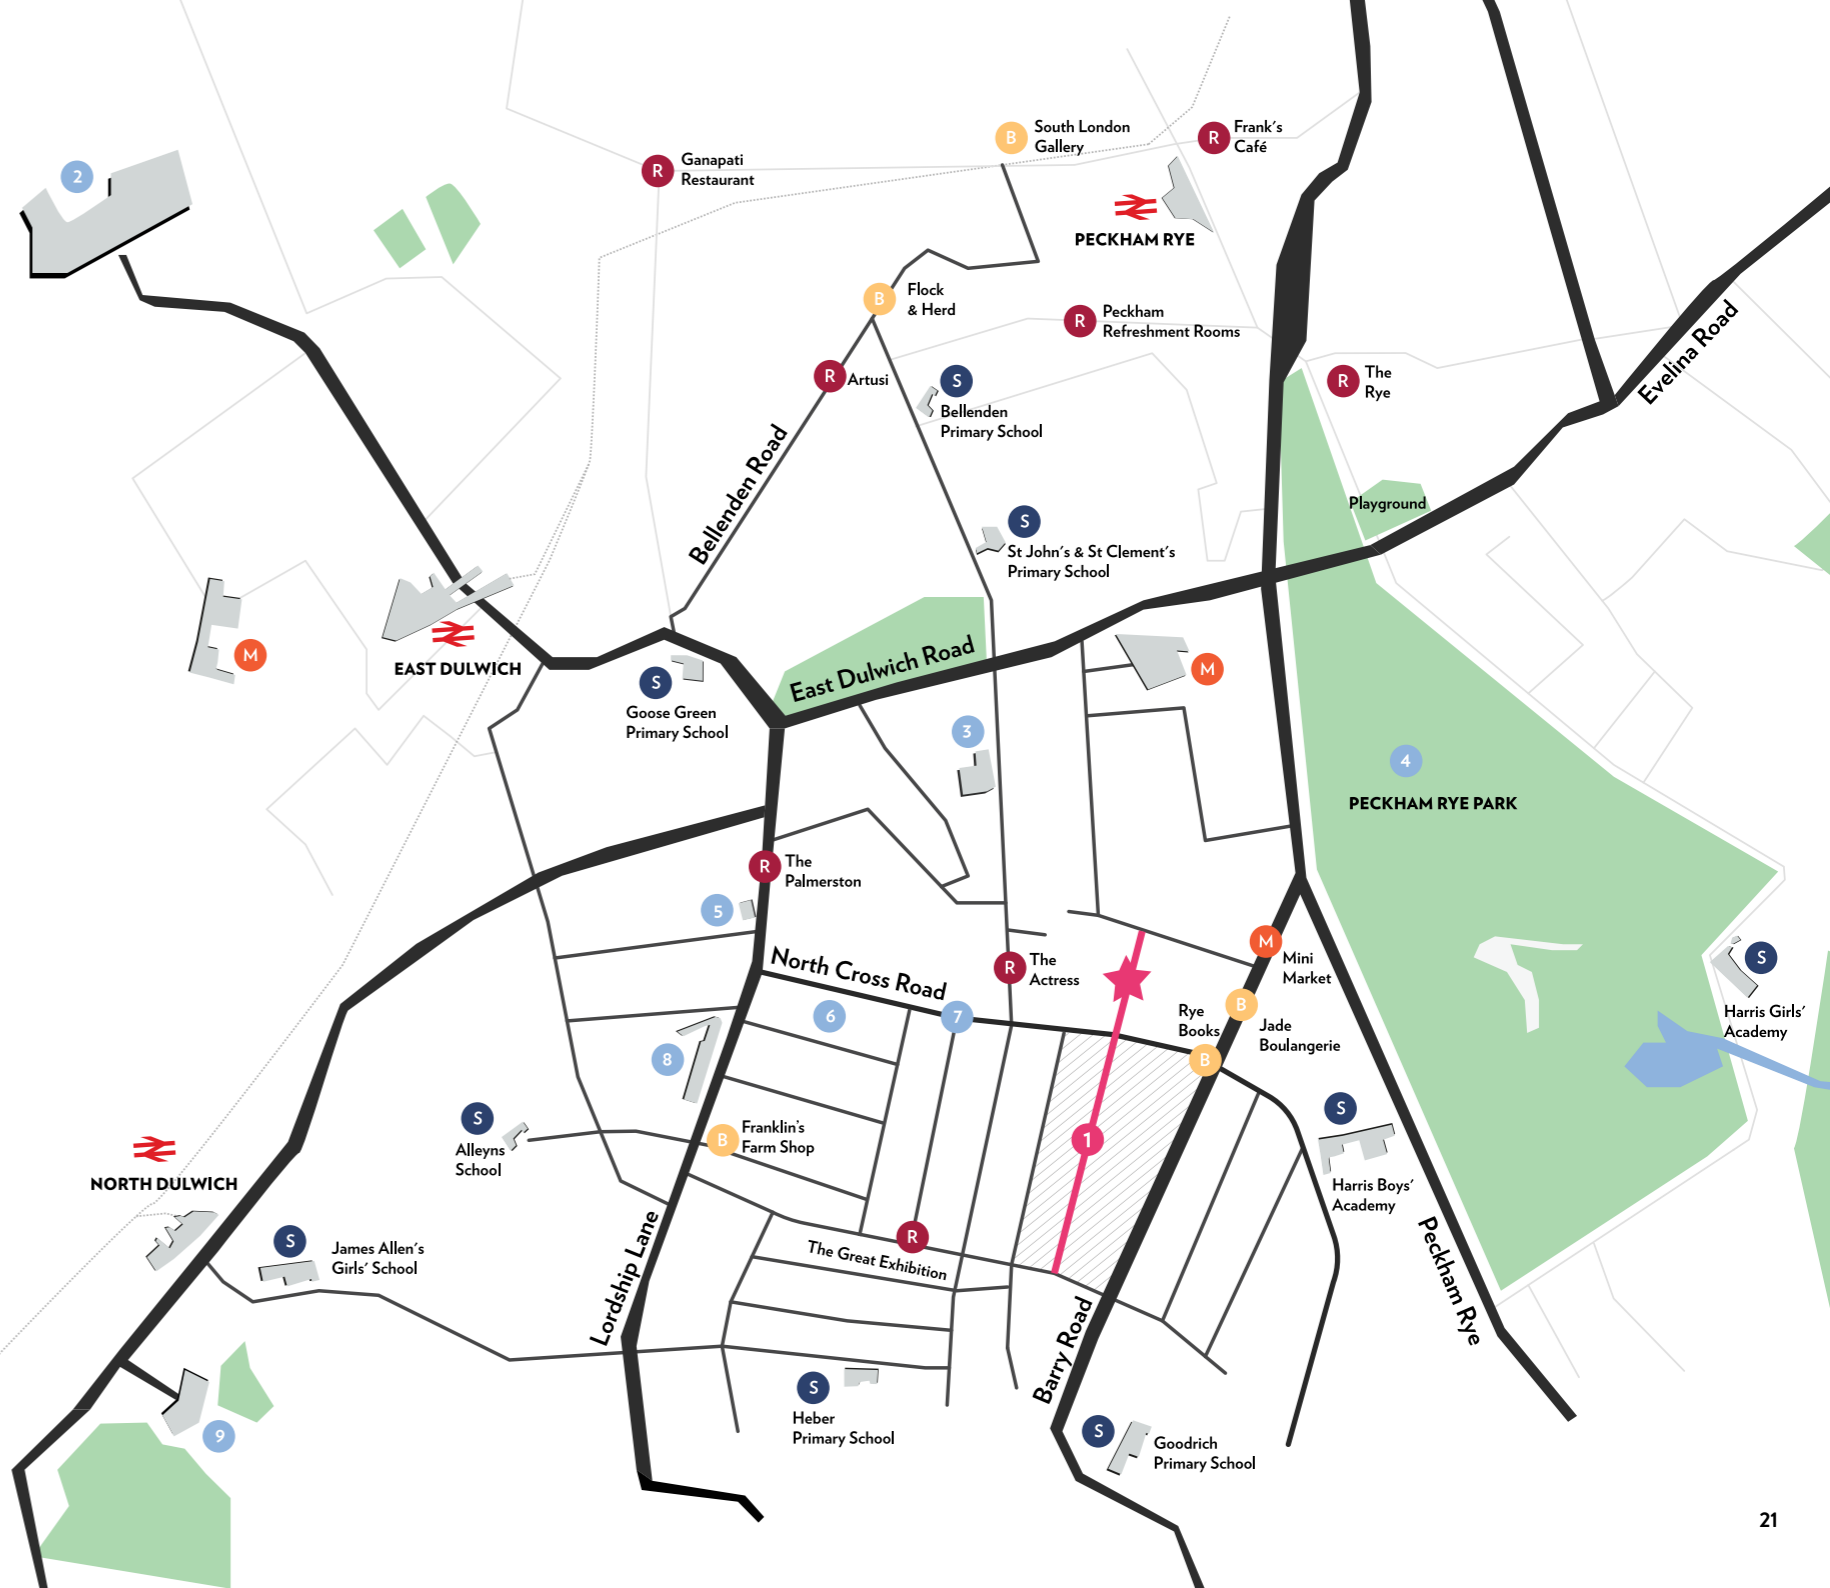 2
B
South London
Gallery
R
Frank's
Café
R
Ganapati
Restaurant
PECKHAM RYE
B
Flock
& Herd
R
Peckham
Refreshment Rooms
R
Artusi
S
Bellenden
Primary School
R
The
Rye
Evelina Road
Bellenden Road
Playground
S
St John's & St Clement's
Primary School
M
EAST DULWICH
S
Goose Green
Primary School
East Dulwich Road
M
3
4
PECKHAM RYE PARK
R
The
Palmerston
5
North Cross Road
R
The
Actress
M
Mini
Market
B
Jade
Boulangerie
Rye
Books
B
S
Harris Girls'
Academy
6
7
8
S
Alleyns
School
B
Franklin's
Farm Shop
1
S
Harris Boys'
Academy
NORTH DULWICH
S
James Allen's
Girls' School
Lordship Lane
R
The Great Exhibition
Peckham Rye
Barry Road
9
S
Heber
Primary School
S
Goodrich
Primary School
21